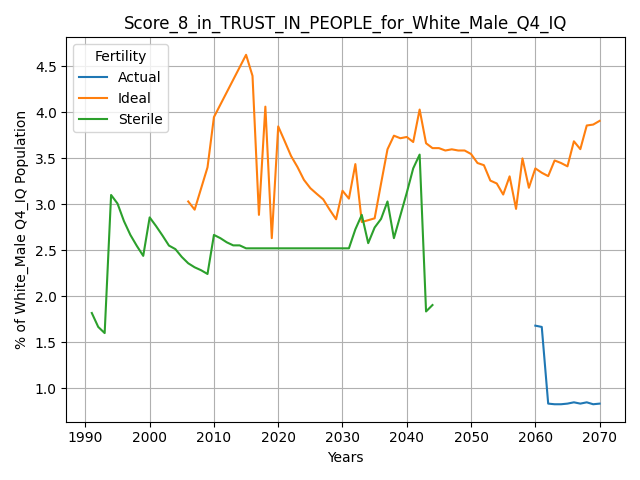 Score_8_in_TRUST_IN_PEOPLE_for_White_Male_Q4_IQ
Fertility
Actual
Ideal
Sterile
% of White_Male Q4_IQ Population
4.5
4.0
3.5
3.0
2.5
2.0
1.5
1.0
1990 2000 2010 2020 2030 2040 2050 2060 2070
Years